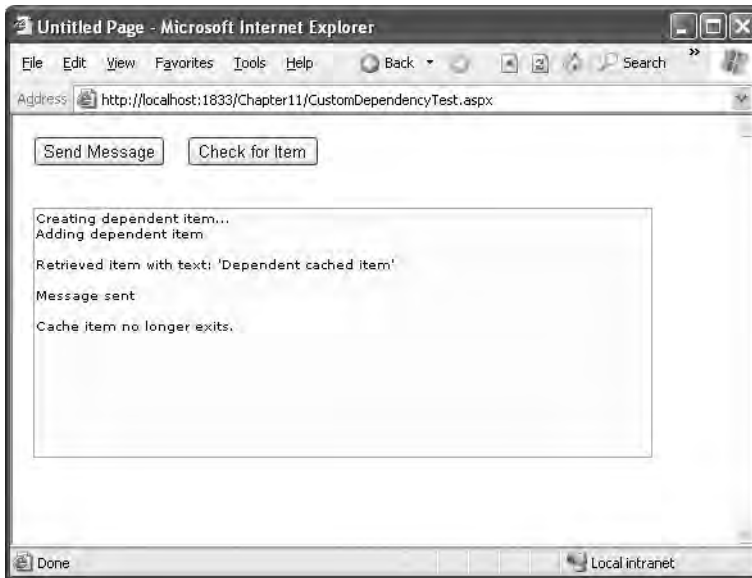 Untitled Page - Microsoft Internet Explorer
File Edit View Favorites Tools Help Back Search »
Address http://localhost:1833/Chapter11/CustomDependencyTest.aspx
Send Message Check for Item
Creating dependent item...
Adding dependent item
Retrieved item with text: 'Dependent cached item'
Message sent
Cache item no longer exits.
Done Local intranet